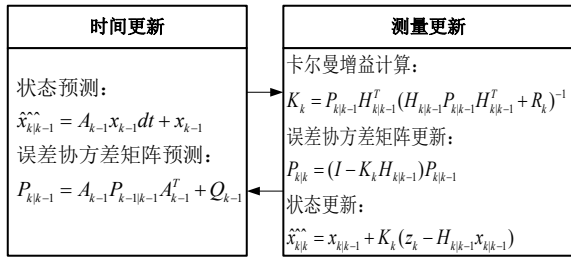 时间更新
状态预测:
x̂^^^_{k|k-1} = A_{k-1}x_{k-1}dt + x_{k-1}
误差协方差矩阵预测:
P_{k|k-1} = A_{k-1}P_{k-1|k-1}A^T_{k-1} + Q_{k-1}
测量更新
卡尔曼增益计算:
K_k = P_{k|k-1}H^T_{k|k-1}(H_{k|k-1}P_{k|k-1}H^T_{k|k-1} + R_k)^{-1}
误差协方差矩阵更新:
P_{k|k} = (I − K_kH_{k|k-1})P_{k|k-1}
状态更新:
x̂^^^_{k|k} = x_{k|k-1} + K_k(z_k − H_{k|k-1}x_{k|k-1})